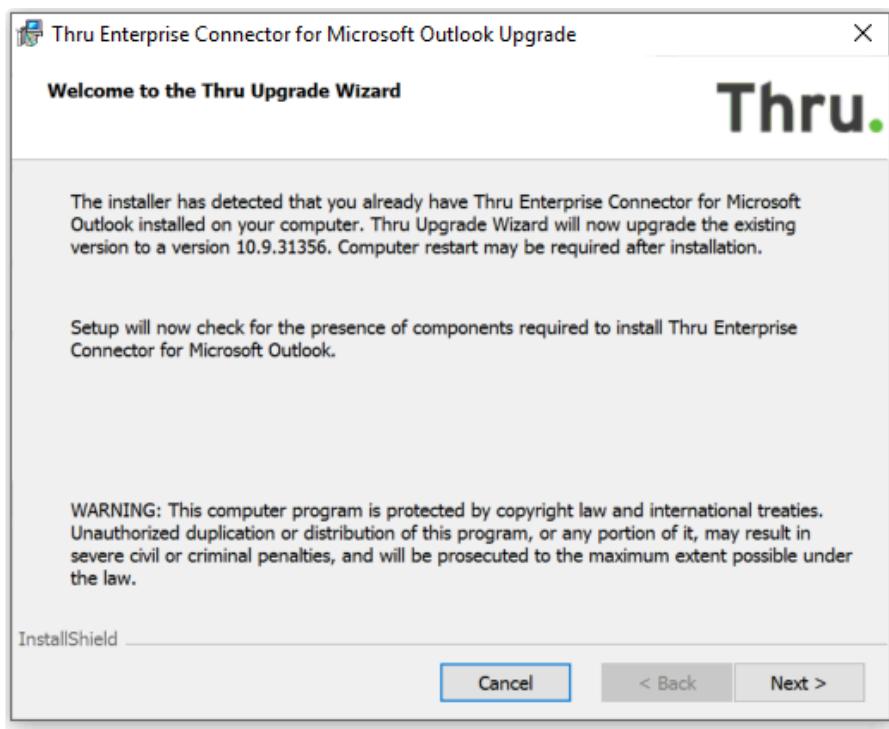 Thru Enterprise Connector for Microsoft Outlook Upgrade
Welcome to the Thru Upgrade Wizard
Thru.
The installer has detected that you already have Thru Enterprise Connector for Microsoft
Outlook installed on your computer. Thru Upgrade Wizard will now upgrade the existing
version to a version 10.9.31356. Computer restart may be required after installation.
Setup will now check for the presence of components required to install Thru Enterprise
Connector for Microsoft Outlook.
WARNING: This computer program is protected by copyright law and international treaties.
Unauthorized duplication or distribution of this program, or any portion of it, may result in
severe civil or criminal penalties, and will be prosecuted to the maximum extent possible under
the law.
InstallShield
Cancel < Back Next >